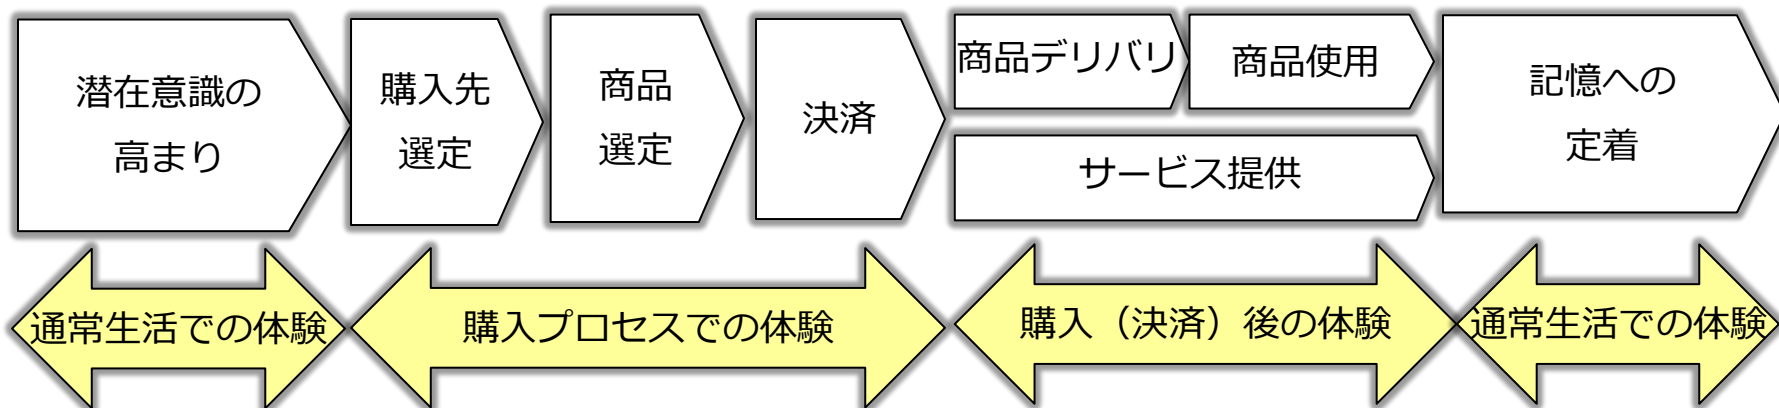 潜在意識の
高まり
購入先
選定
商品
選定
決済
商品デリバリ
商品使用
サービス提供
記憶への
定着
通常生活での体験
購入プロセスでの体験
購入（決済）後の体験
通常生活での体験